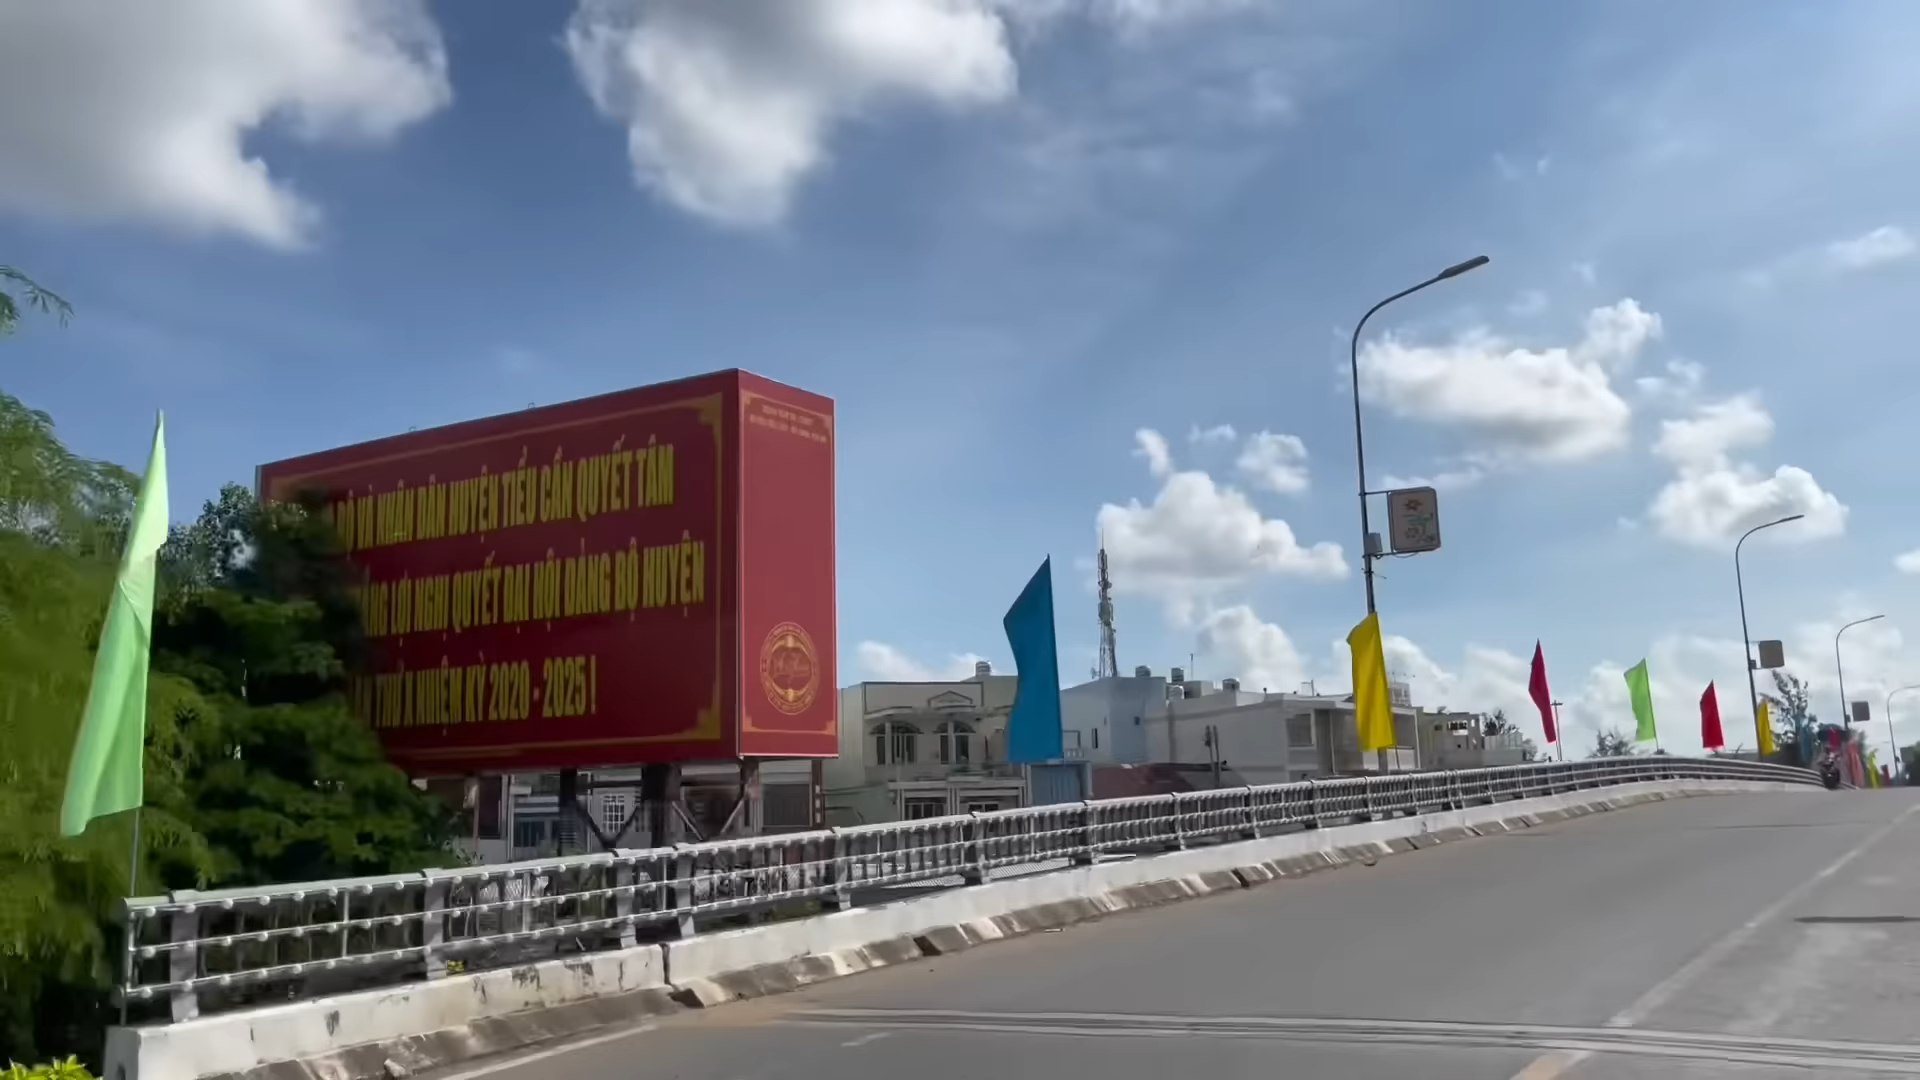 BỘ VÀ NHÂN DÂN HUYỆN TIỂU CẦN QUYẾT TÂM
LỢI NGHỊ QUYẾT ĐẠI HỘI ĐẢNG BỘ HUYỆN
THỨ X NHIỆM KỲ 2020 - 2025 !